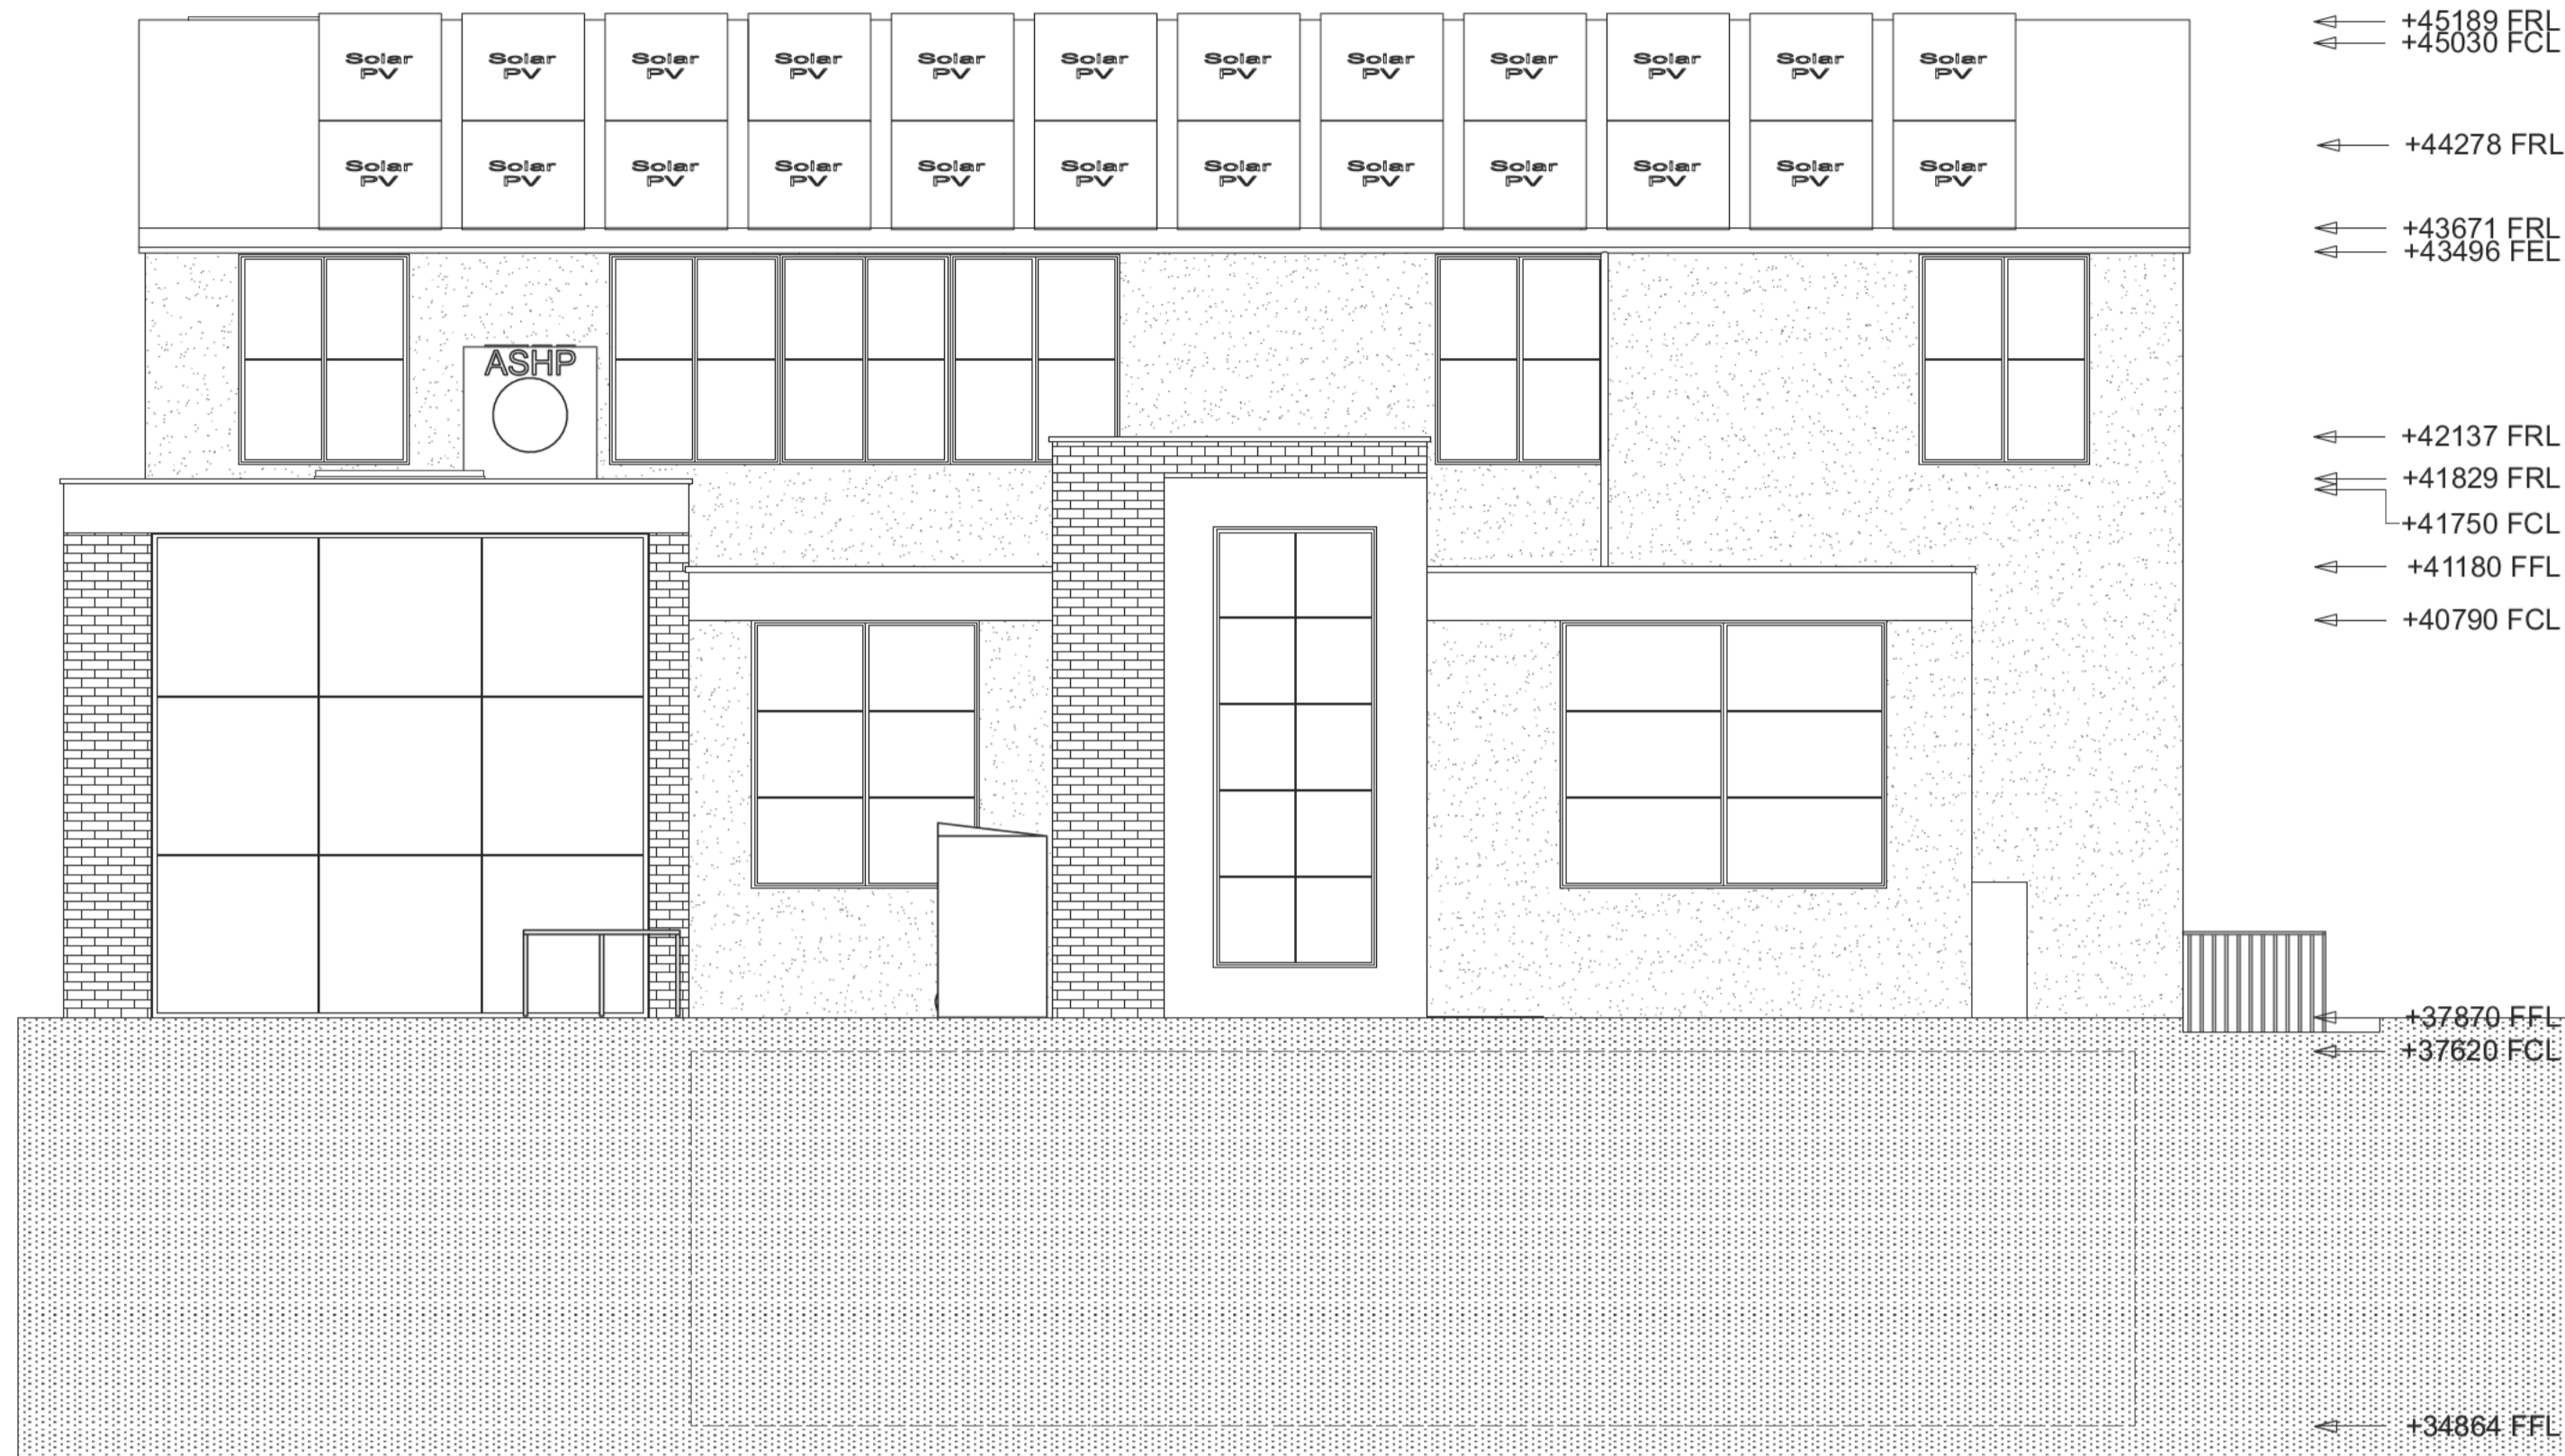 Solar Solar Solar Solar Solar Solar Solar Solar Solar Solar Solar Solar
PV PV PV PV PV PV PV PV PV PV PV PV
Solar Solar Solar Solar Solar Solar Solar Solar Solar Solar Solar Solar
PV PV PV PV PV PV PV PV PV PV PV PV
ASHP
+45189 FRL
+45030 FCL
+44278 FRL
+43671 FRL
+43496 FEL
+42137 FRL
+41829 FRL
+41750 FCL
+41180 FFL
+40790 FCL
+37870 FFL
+37620 FCL
+34864 FFL